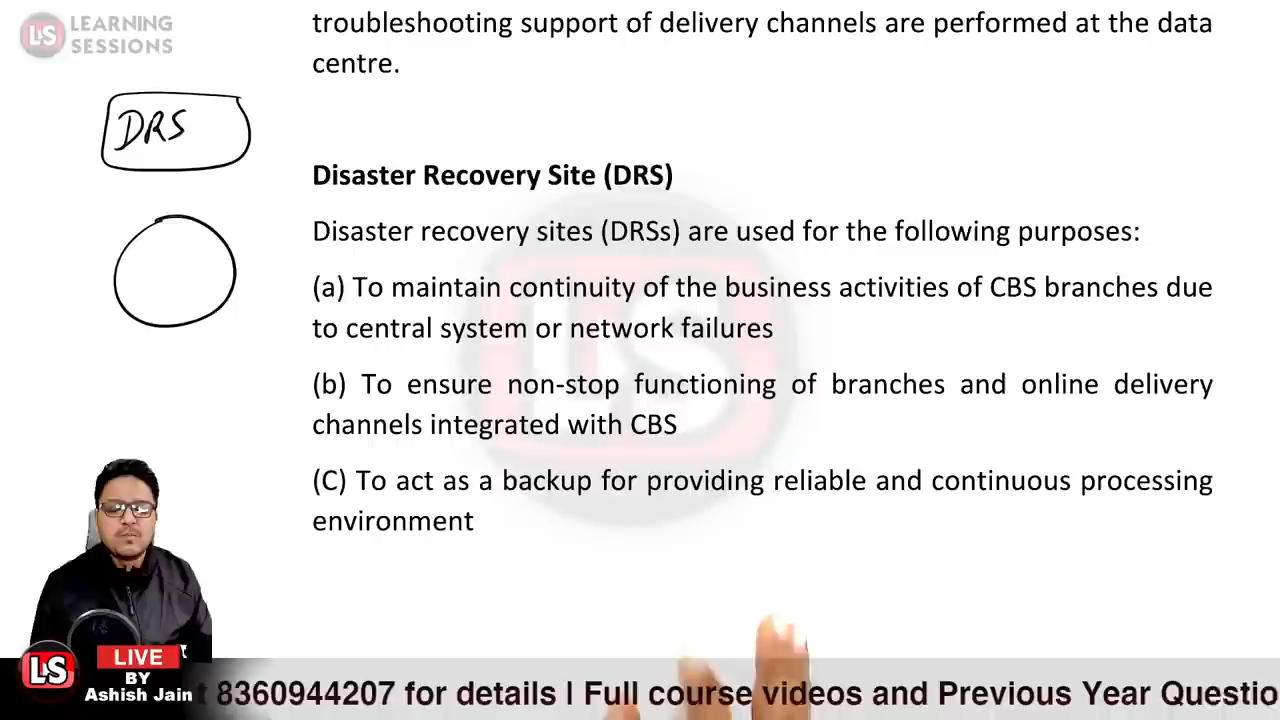 LS LEARNING
SESSIONS
troubleshooting support of delivery channels are performed at the data
centre.
DRS
Disaster Recovery Site (DRS)
Disaster recovery sites (DRSs) are used for the following purposes:
(a) To maintain continuity of the business activities of CBS branches due
to central system or network failures
(b) To ensure non-stop functioning of branches and online delivery
channels integrated with CBS
(C) To act as a backup for providing reliable and continuous processing
environment
LS
LS
LIVE
BY
Ashish Jain
8360944207 for details | Full course videos and Previous Year Questio